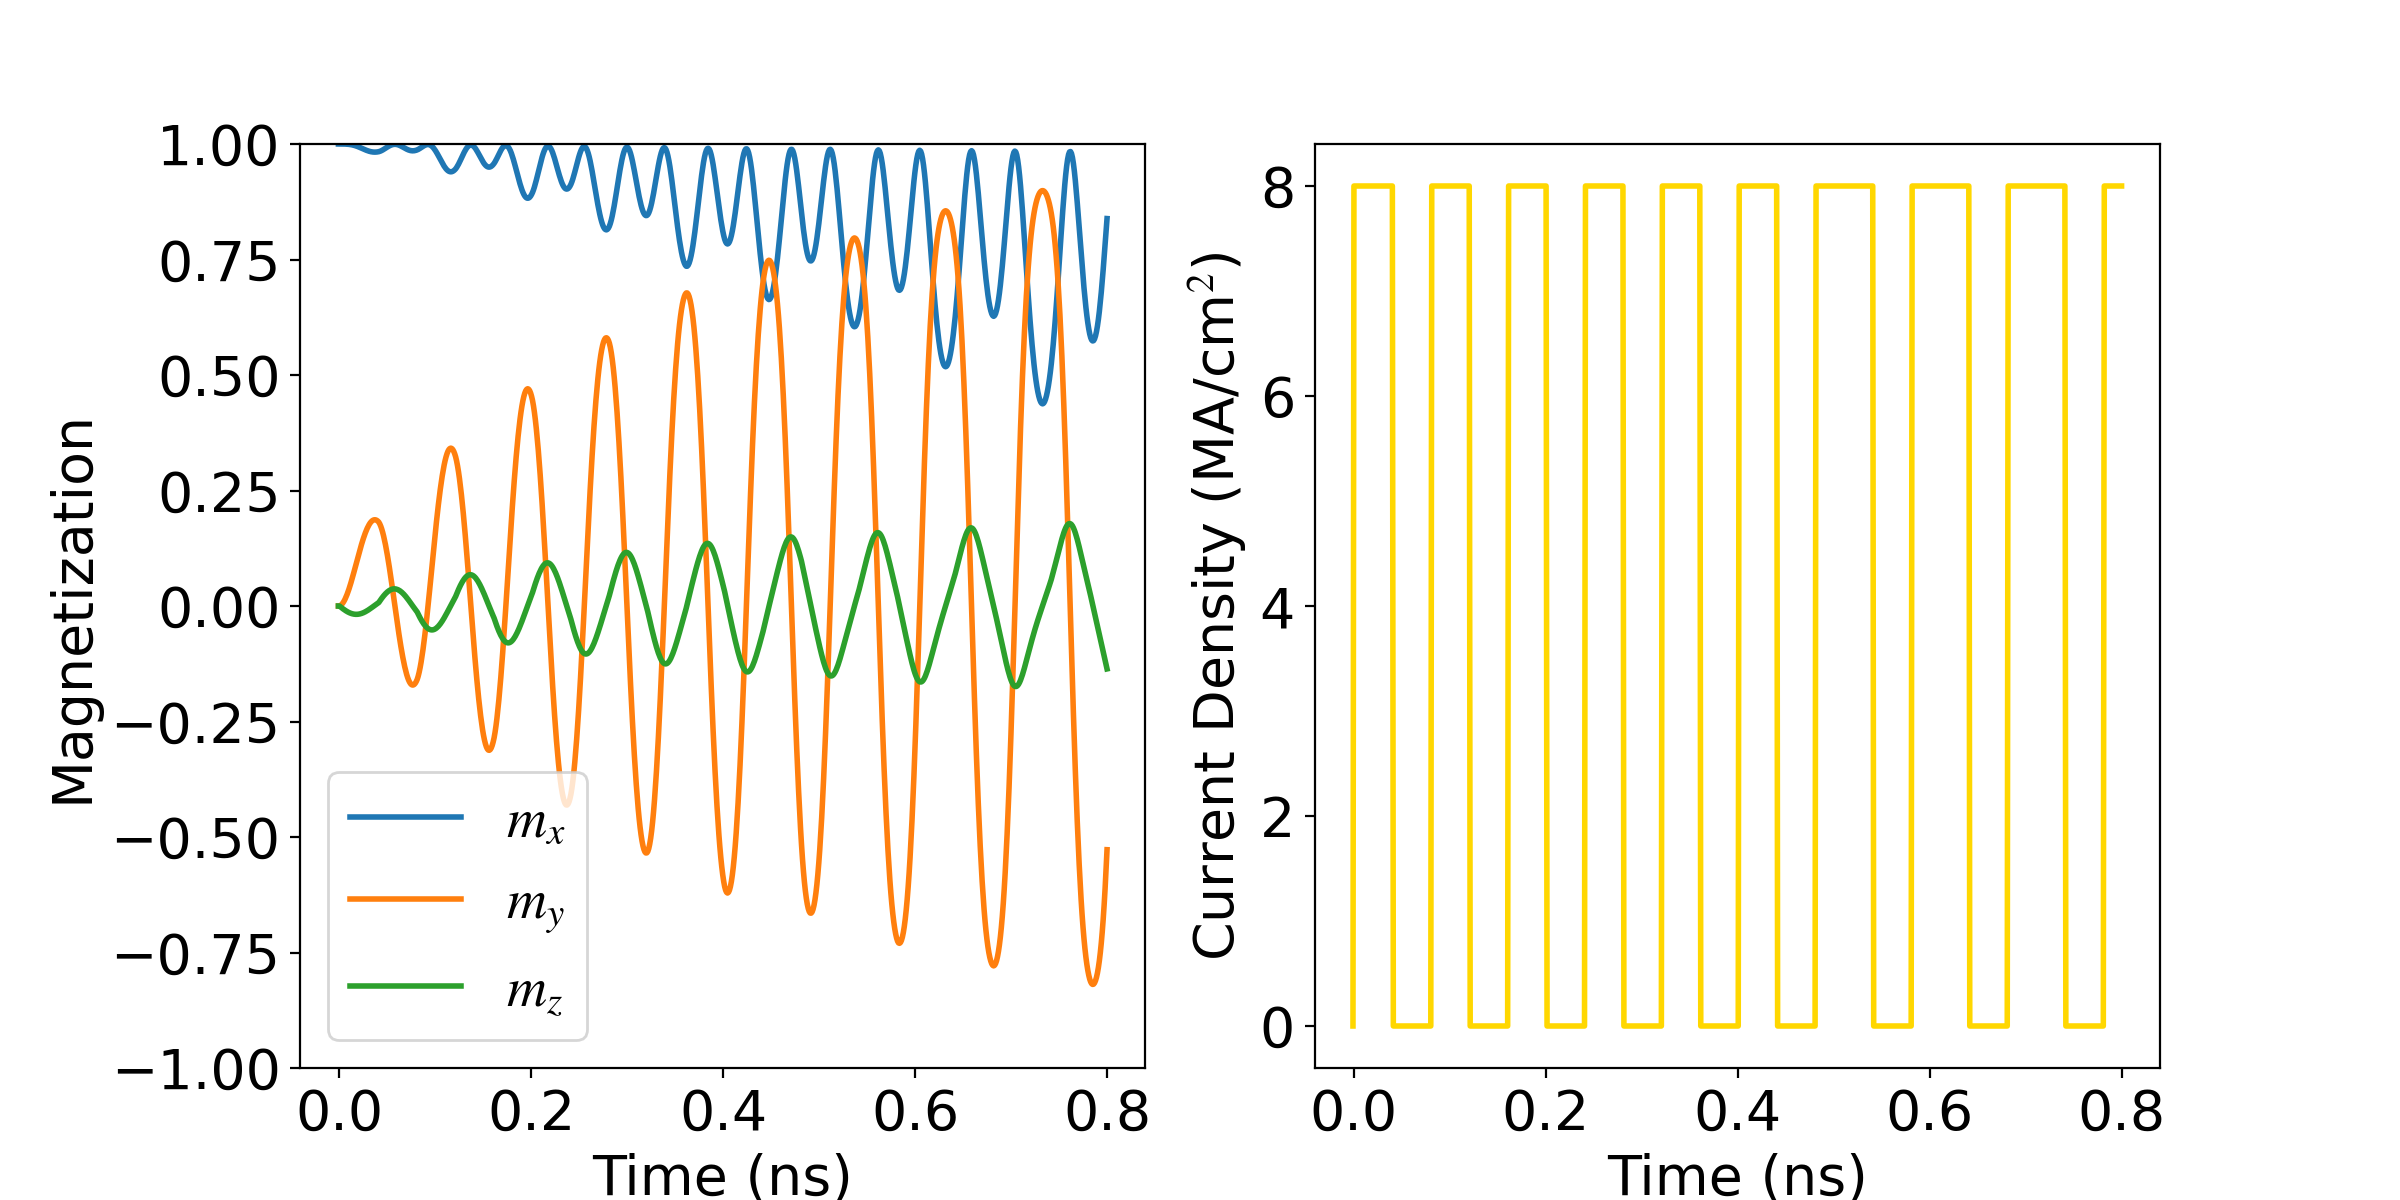 Magnetization
1.00
0.75
0.50
0.25
0.00
−0.25
−0.50
−0.75
−1.00
m_x
m_y
m_z
0.0 0.2 0.4 0.6 0.8
Time (ns)
Current Density (MA/cm²)
8
6
4
2
0
0.0 0.2 0.4 0.6 0.8
Time (ns)